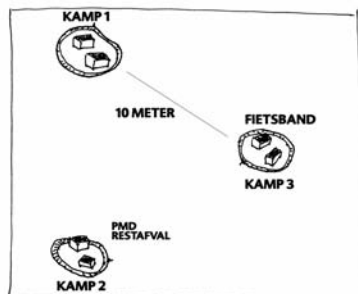 KAMP 1
10 METER
FIETSBAND
KAMP 3
PMD
RESTAFVAL
KAMP 2